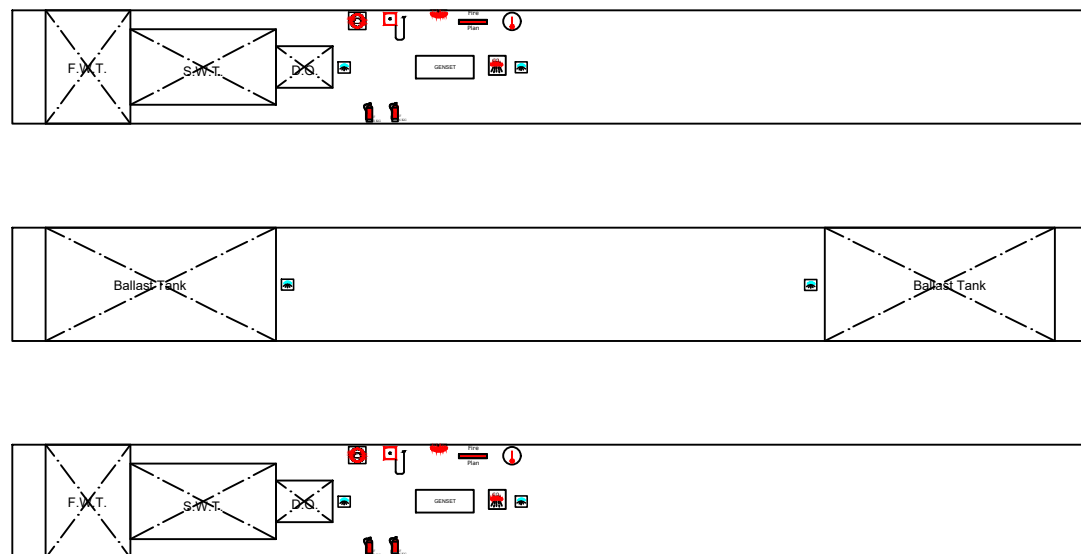 Fire
Plan
F.W.T.
S.W.T.
D.O.
GENSET
Ballast Tank
Ballast Tank
Fire
Plan
F.W.T.
S.W.T.
D.O.
GENSET